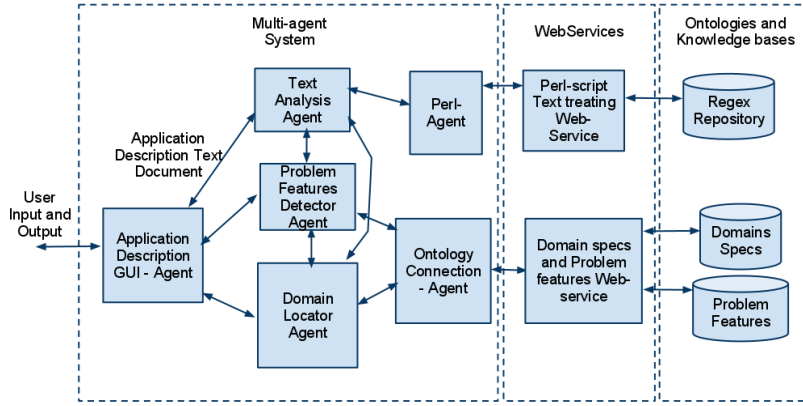 Multi-agent
System
WebServices
Ontologies and
Knowledge bases
Text
Analysis
Agent
Perl-
Agent
Perl-script
Text treating
Web-
Service
Regex
Repository
Application
Description Text
Document
Problem
Features
Detector
Agent
User
Input and
Output
Application
Description
GUI - Agent
Ontology
Connection
- Agent
Domain specs
and Problem
features Web-
service
Domains
Specs
Domain
Locator
Agent
Problem
Features